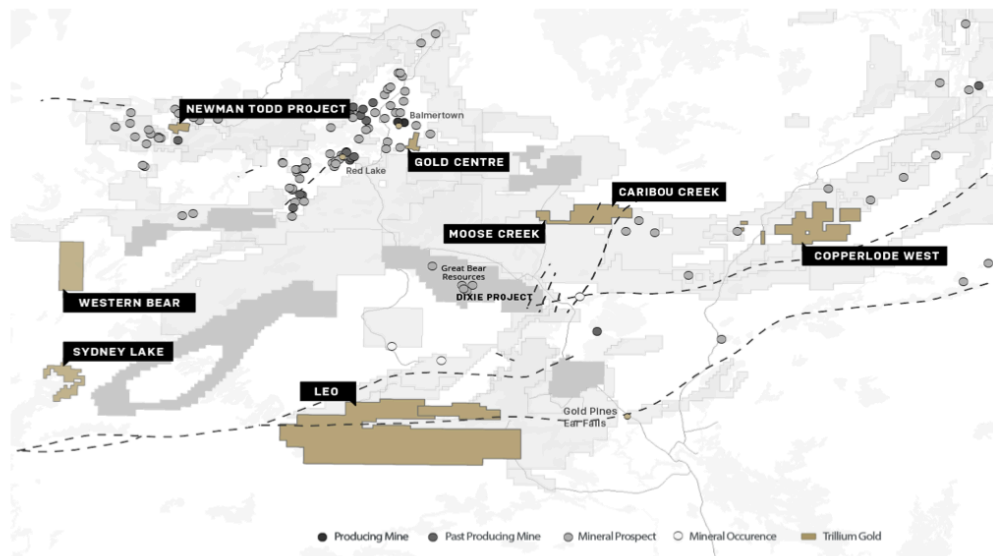 NEWMAN TODD PROJECT
Balmertown
GOLD CENTRE
Red Lake
CARIBOU CREEK
MOOSE CREEK
COPPERLODE WEST
Great Bear
Resources
DIXIE PROJECT
WESTERN BEAR
SYDNEY LAKE
LEO
Gold Pines
Ear Falls
Producing Mine
Past Producing Mine
Mineral Prospect
Mineral Occurence
Trillium Gold